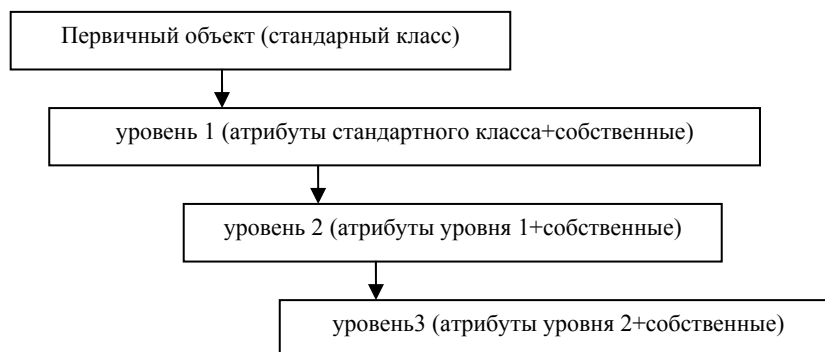 Первичный объект (стандарный класс)
уровень 1 (атрибуты стандартного класса+собственные)
уровень 2 (атрибуты уровня 1+собственные)
уровень3 (атрибуты уровня 2+собственные)